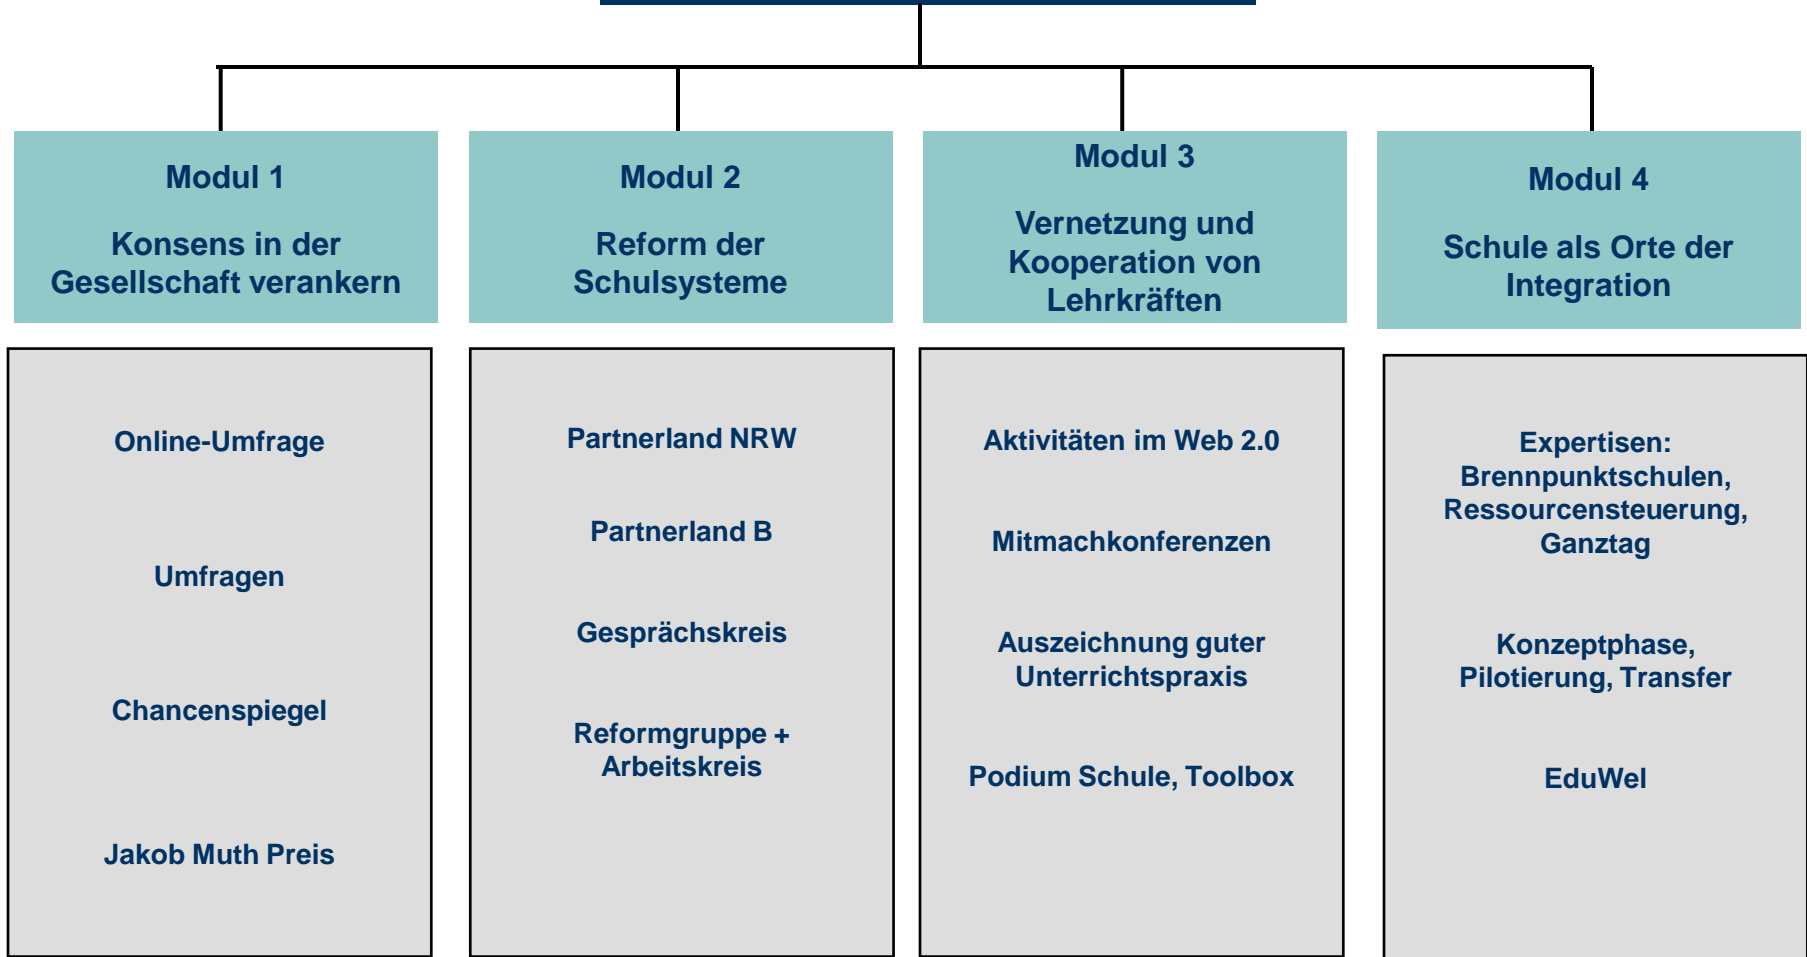 Modul 1
Konsens in der
Gesellschaft verankern
Online-Umfrage
Umfragen
Chancenspiegel
Jakob Muth Preis
Modul 2
Reform der
Schulsysteme
Partnerland NRW
Partnerland B
Gesprächskreis
Reformgruppe +
Arbeitskreis
Modul 3
Vernetzung und
Kooperation von
Lehrkräften
Aktivitäten im Web 2.0
Mitmachkonferenzen
Auszeichnung guter
Unterrichtspraxis
Podium Schule, Toolbox
Modul 4
Schule als Orte der
Integration
Expertisen:
Brennpunktschulen,
Ressourcensteuerung,
Ganztag
Konzeptphase,
Pilotierung, Transfer
EduWel